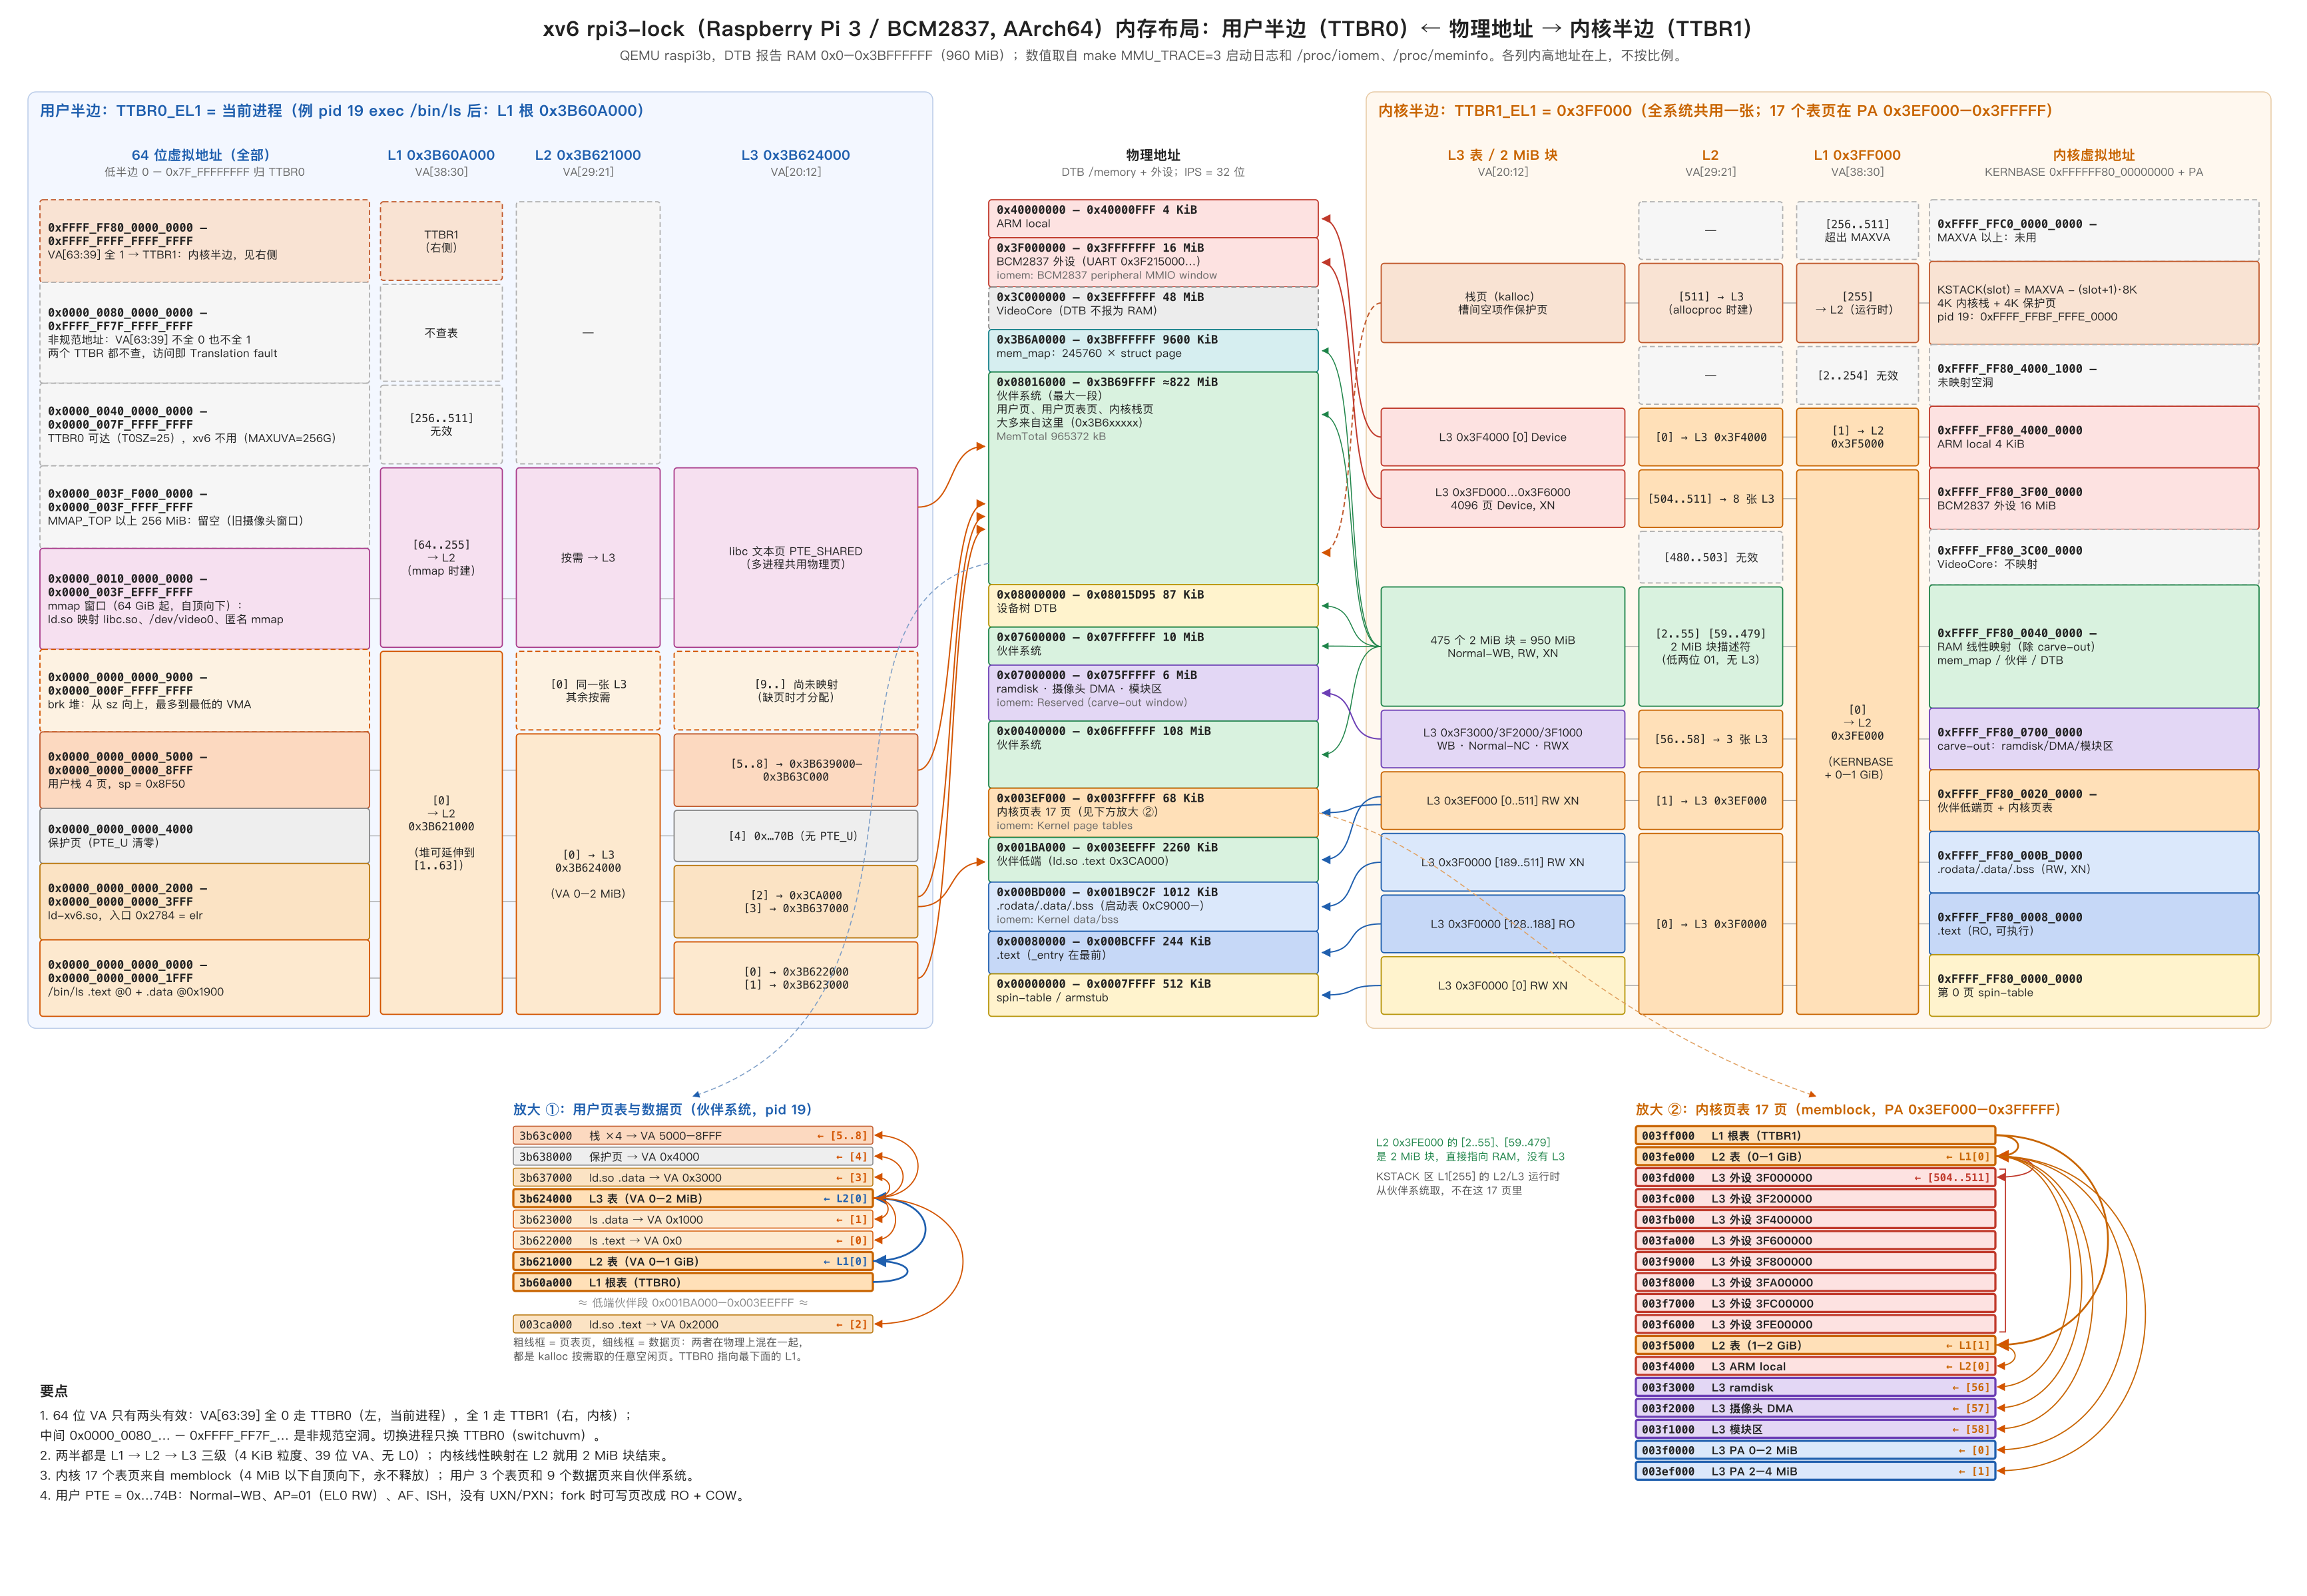 xv6 rpi3-lock（Raspberry Pi 3 / BCM2837, AArch64）内存布局：用户半边（TTBR0）← 物理地址 → 内核半边（TTBR1）
QEMU raspi3b，DTB 报告 RAM 0x0—0x3BFFFFFF（960 MiB）；数值取自 make MMU_TRACE=3 启动日志和 /proc/iomem、/proc/meminfo。各列内高地址在上，不按比例。
用户半边：TTBR0_EL1 = 当前进程（例 pid 19 exec /bin/ls 后：L1 根 0x3B60A000）
64 位虚拟地址（全部）
低半边 0 — 0x7F_FFFFFFFF 归 TTBR0
L1 0x3B60A000
VA[38:30]
L2 0x3B621000
VA[29:21]
L3 0x3B624000
VA[20:12]
0xFFFF_FF80_0000_0000 —
0xFFFF_FFFF_FFFF_FFFF
VA[63:39] 全 1 → TTBR1：内核半边，见右侧
0x0000_0080_0000_0000 —
0xFFFF_FF7F_FFFF_FFFF
非规范地址：VA[63:39] 不全 0 也不全 1
两个 TTBR 都不查，访问即 Translation fault
0x0000_0040_0000_0000 —
0x0000_007F_FFFF_FFFF
TTBR0 可达（T0SZ=25），xv6 不用（MAXUVA=256G）
0x0000_003F_F000_0000 —
0x0000_003F_FFFF_FFFF
MMAP_TOP 以上 256 MiB：留空（旧摄像头窗口）
0x0000_0010_0000_0000 —
0x0000_003F_EFFF_FFFF
mmap 窗口（64 GiB 起，自顶向下）：
ld.so 映射 libc.so、/dev/video0、匿名 mmap
0x0000_0000_0000_9000 —
0x0000_000F_FFFF_FFFF
brk 堆：从 sz 向上，最多到最低的 VMA
0x0000_0000_0000_5000 —
0x0000_0000_0000_8FFF
用户栈 4 页，sp = 0x8F50
0x0000_0000_0000_4000
保护页（PTE_U 清零）
0x0000_0000_0000_2000 —
0x0000_0000_0000_3FFF
ld-xv6.so，入口 0x2784 = elr
0x0000_0000_0000_0000 —
0x0000_0000_0000_1FFF
/bin/ls .text @0 + .data @0x1900
TTBR1
（右侧）
不查表
[256..511]
无效
[64..255]
→ L2
（mmap 时建）
[0]
→ L2
0x3B621000
（堆可延伸到
[1..63]）
—
按需 → L3
[0] 同一张 L3
其余按需
[0] → L3
0x3B624000
（VA 0—2 MiB）
libc 文本页 PTE_SHARED
（多进程共用物理页）
[9..] 尚未映射
（缺页时才分配）
[5..8] → 0x3B639000—
0x3B63C000
[4] 0x…70B（无 PTE_U）
[2] → 0x3CA000
[3] → 0x3B637000
[0] → 0x3B622000
[1] → 0x3B623000
物理地址
DTB /memory + 外设；IPS = 32 位
0x40000000 — 0x40000FFF 4 KiB
ARM local
0x3F000000 — 0x3FFFFFFF 16 MiB
BCM2837 外设（UART 0x3F215000…）
iomem: BCM2837 peripheral MMIO window
0x3C000000 — 0x3EFFFFFF 48 MiB
VideoCore（DTB 不报为 RAM）
0x3B6A0000 — 0x3BFFFFFF 9600 KiB
mem_map：245760 × struct page
0x08016000 — 0x3B69FFFF ≈822 MiB
伙伴系统（最大一段）
用户页、用户页表页、内核栈页
大多来自这里（0x3B6xxxxx）
MemTotal 965372 kB
0x08000000 — 0x08015D95 87 KiB
设备树 DTB
0x07600000 — 0x07FFFFFF 10 MiB
伙伴系统
0x07000000 — 0x075FFFFF 6 MiB
ramdisk · 摄像头 DMA · 模块区
iomem: Reserved (carve-out window)
0x00400000 — 0x06FFFFFF 108 MiB
伙伴系统
0x003EF000 — 0x003FFFFF 68 KiB
内核页表 17 页（见下方放大 ②）
iomem: Kernel page tables
0x001BA000 — 0x003EEFFF 2260 KiB
伙伴低端（ld.so .text 0x3CA000）
0x000BD000 — 0x001B9C2F 1012 KiB
.rodata/.data/.bss（启动表 0xC9000—）
iomem: Kernel data/bss
0x00080000 — 0x000BCFFF 244 KiB
.text（_entry 在最前）
0x00000000 — 0x0007FFFF 512 KiB
spin-table / armstub
内核半边：TTBR1_EL1 = 0x3FF000（全系统共用一张；17 个表页在 PA 0x3EF000—0x3FFFFF）
L3 表 / 2 MiB 块
VA[20:12]
L2
VA[29:21]
L1 0x3FF000
VA[38:30]
内核虚拟地址
KERNBASE 0xFFFFFF80_00000000 + PA
栈页（kalloc）
槽间空项作保护页
L3 0x3F4000 [0] Device
L3 0x3FD000…0x3F6000
4096 页 Device, XN
475 个 2 MiB 块 = 950 MiB
Normal-WB, RW, XN
L3 0x3F3000/3F2000/3F1000
WB · Normal-NC · RWX
L3 0x3EF000 [0..511] RW XN
L3 0x3F0000 [189..511] RW XN
L3 0x3F0000 [128..188] RO
L3 0x3F0000 [0] RW XN
—
[511] → L3
（allocproc 时建）
—
[0] → L3 0x3F4000
[504..511] → 8 张 L3
[480..503] 无效
[2..55] [59..479]
2 MiB 块描述符
（低两位 01，无 L3）
[56..58] → 3 张 L3
[1] → L3 0x3EF000
[0] → L3 0x3F0000
[256..511]
超出 MAXVA
[255]
→ L2（运行时）
[2..254] 无效
[1] → L2
0x3F5000
[0]
→ L2
0x3FE000
（KERNBASE
+ 0—1 GiB）
0xFFFF_FFC0_0000_0000 —
MAXVA 以上：未用
KSTACK(slot) = MAXVA − (slot+1)·8K
4K 内核栈 + 4K 保护页
pid 19：0xFFFF_FFBF_FFFE_0000
0xFFFF_FF80_4000_1000 —
未映射空洞
0xFFFF_FF80_4000_0000
ARM local 4 KiB
0xFFFF_FF80_3F00_0000
BCM2837 外设 16 MiB
0xFFFF_FF80_3C00_0000
VideoCore：不映射
0xFFFF_FF80_0040_0000 —
RAM 线性映射（除 carve-out）
mem_map / 伙伴 / DTB
0xFFFF_FF80_0700_0000
carve-out：ramdisk/DMA/模块区
0xFFFF_FF80_0020_0000 —
伙伴低端页 + 内核页表
0xFFFF_FF80_000B_D000
.rodata/.data/.bss（RW, XN）
0xFFFF_FF80_0008_0000
.text（RO, 可执行）
0xFFFF_FF80_0000_0000
第 0 页 spin-table
放大 ①：用户页表与数据页（伙伴系统，pid 19）
3b63c000 栈 ×4 → VA 5000—8FFF ← [5..8]
3b638000 保护页 → VA 0x4000 ← [4]
3b637000 ld.so .data → VA 0x3000 ← [3]
3b624000 L3 表（VA 0—2 MiB） ← L2[0]
3b623000 ls .data → VA 0x1000 ← [1]
3b622000 ls .text → VA 0x0 ← [0]
3b621000 L2 表（VA 0—1 GiB） ← L1[0]
3b60a000 L1 根表（TTBR0）
≈ 低端伙伴段 0x001BA000—0x003EEFFF ≈
003ca000 ld.so .text → VA 0x2000 ← [2]
粗线框 = 页表页，细线框 = 数据页：两者在物理上混在一起，
都是 kalloc 按需取的任意空闲页。TTBR0 指向最下面的 L1。
L2 0x3FE000 的 [2..55]、[59..479]
是 2 MiB 块，直接指向 RAM，没有 L3
KSTACK 区 L1[255] 的 L2/L3 运行时
从伙伴系统取，不在这 17 页里
放大 ②：内核页表 17 页（memblock，PA 0x3EF000—0x3FFFFF）
003ff000 L1 根表（TTBR1）
003fe000 L2 表（0—1 GiB） ← L1[0]
003fd000 L3 外设 3F000000 ← [504..511]
003fc000 L3 外设 3F200000
003fb000 L3 外设 3F400000
003fa000 L3 外设 3F600000
003f9000 L3 外设 3F800000
003f8000 L3 外设 3FA00000
003f7000 L3 外设 3FC00000
003f6000 L3 外设 3FE00000
003f5000 L2 表（1—2 GiB） ← L1[1]
003f4000 L3 ARM local ← L2[0]
003f3000 L3 ramdisk ← [56]
003f2000 L3 摄像头 DMA ← [57]
003f1000 L3 模块区 ← [58]
003f0000 L3 PA 0—2 MiB ← [0]
003ef000 L3 PA 2—4 MiB ← [1]
要点
1. 64 位 VA 只有两头有效：VA[63:39] 全 0 走 TTBR0（左，当前进程），全 1 走 TTBR1（右，内核）；
中间 0x0000_0080_… — 0xFFFF_FF7F_… 是非规范空洞。切换进程只换 TTBR0（switchuvm）。
2. 两半都是 L1 → L2 → L3 三级（4 KiB 粒度、39 位 VA、无 L0）；内核线性映射在 L2 就用 2 MiB 块结束。
3. 内核 17 个表页来自 memblock（4 MiB 以下自顶向下，永不释放）；用户 3 个表页和 9 个数据页来自伙伴系统。
4. 用户 PTE = 0x…74B：Normal-WB、AP=01（EL0 RW）、AF、ISH，没有 UXN/PXN；fork 时可写页改成 RO + COW。